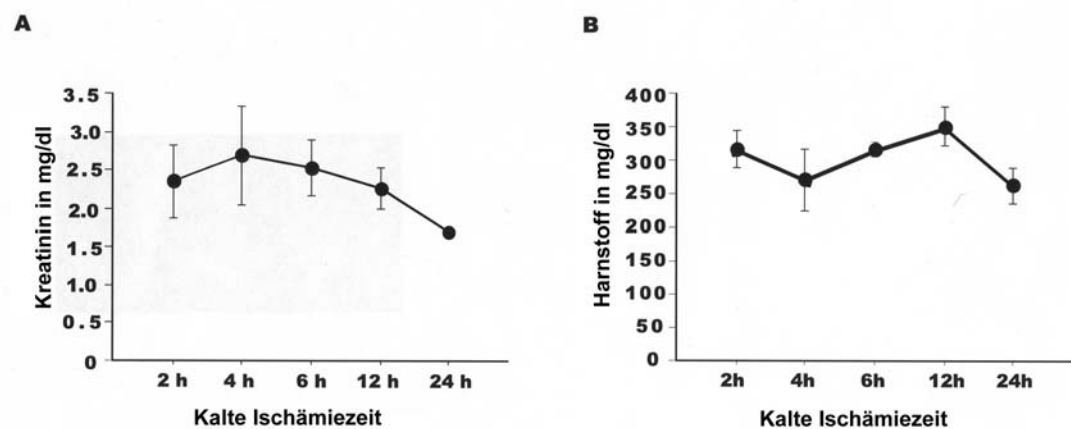 A
Kreatinin in mg/dl
3.5
3.0
2.5
2.0
1.5
1.0
0.5
0
2 h 4 h 6 h 12 h 24 h
Kalte Ischämiezeit
B
Harnstoff in mg/dl
400
350
300
250
200
150
100
50
0
2h 4h 6h 12h 24h
Kalte Ischämiezeit